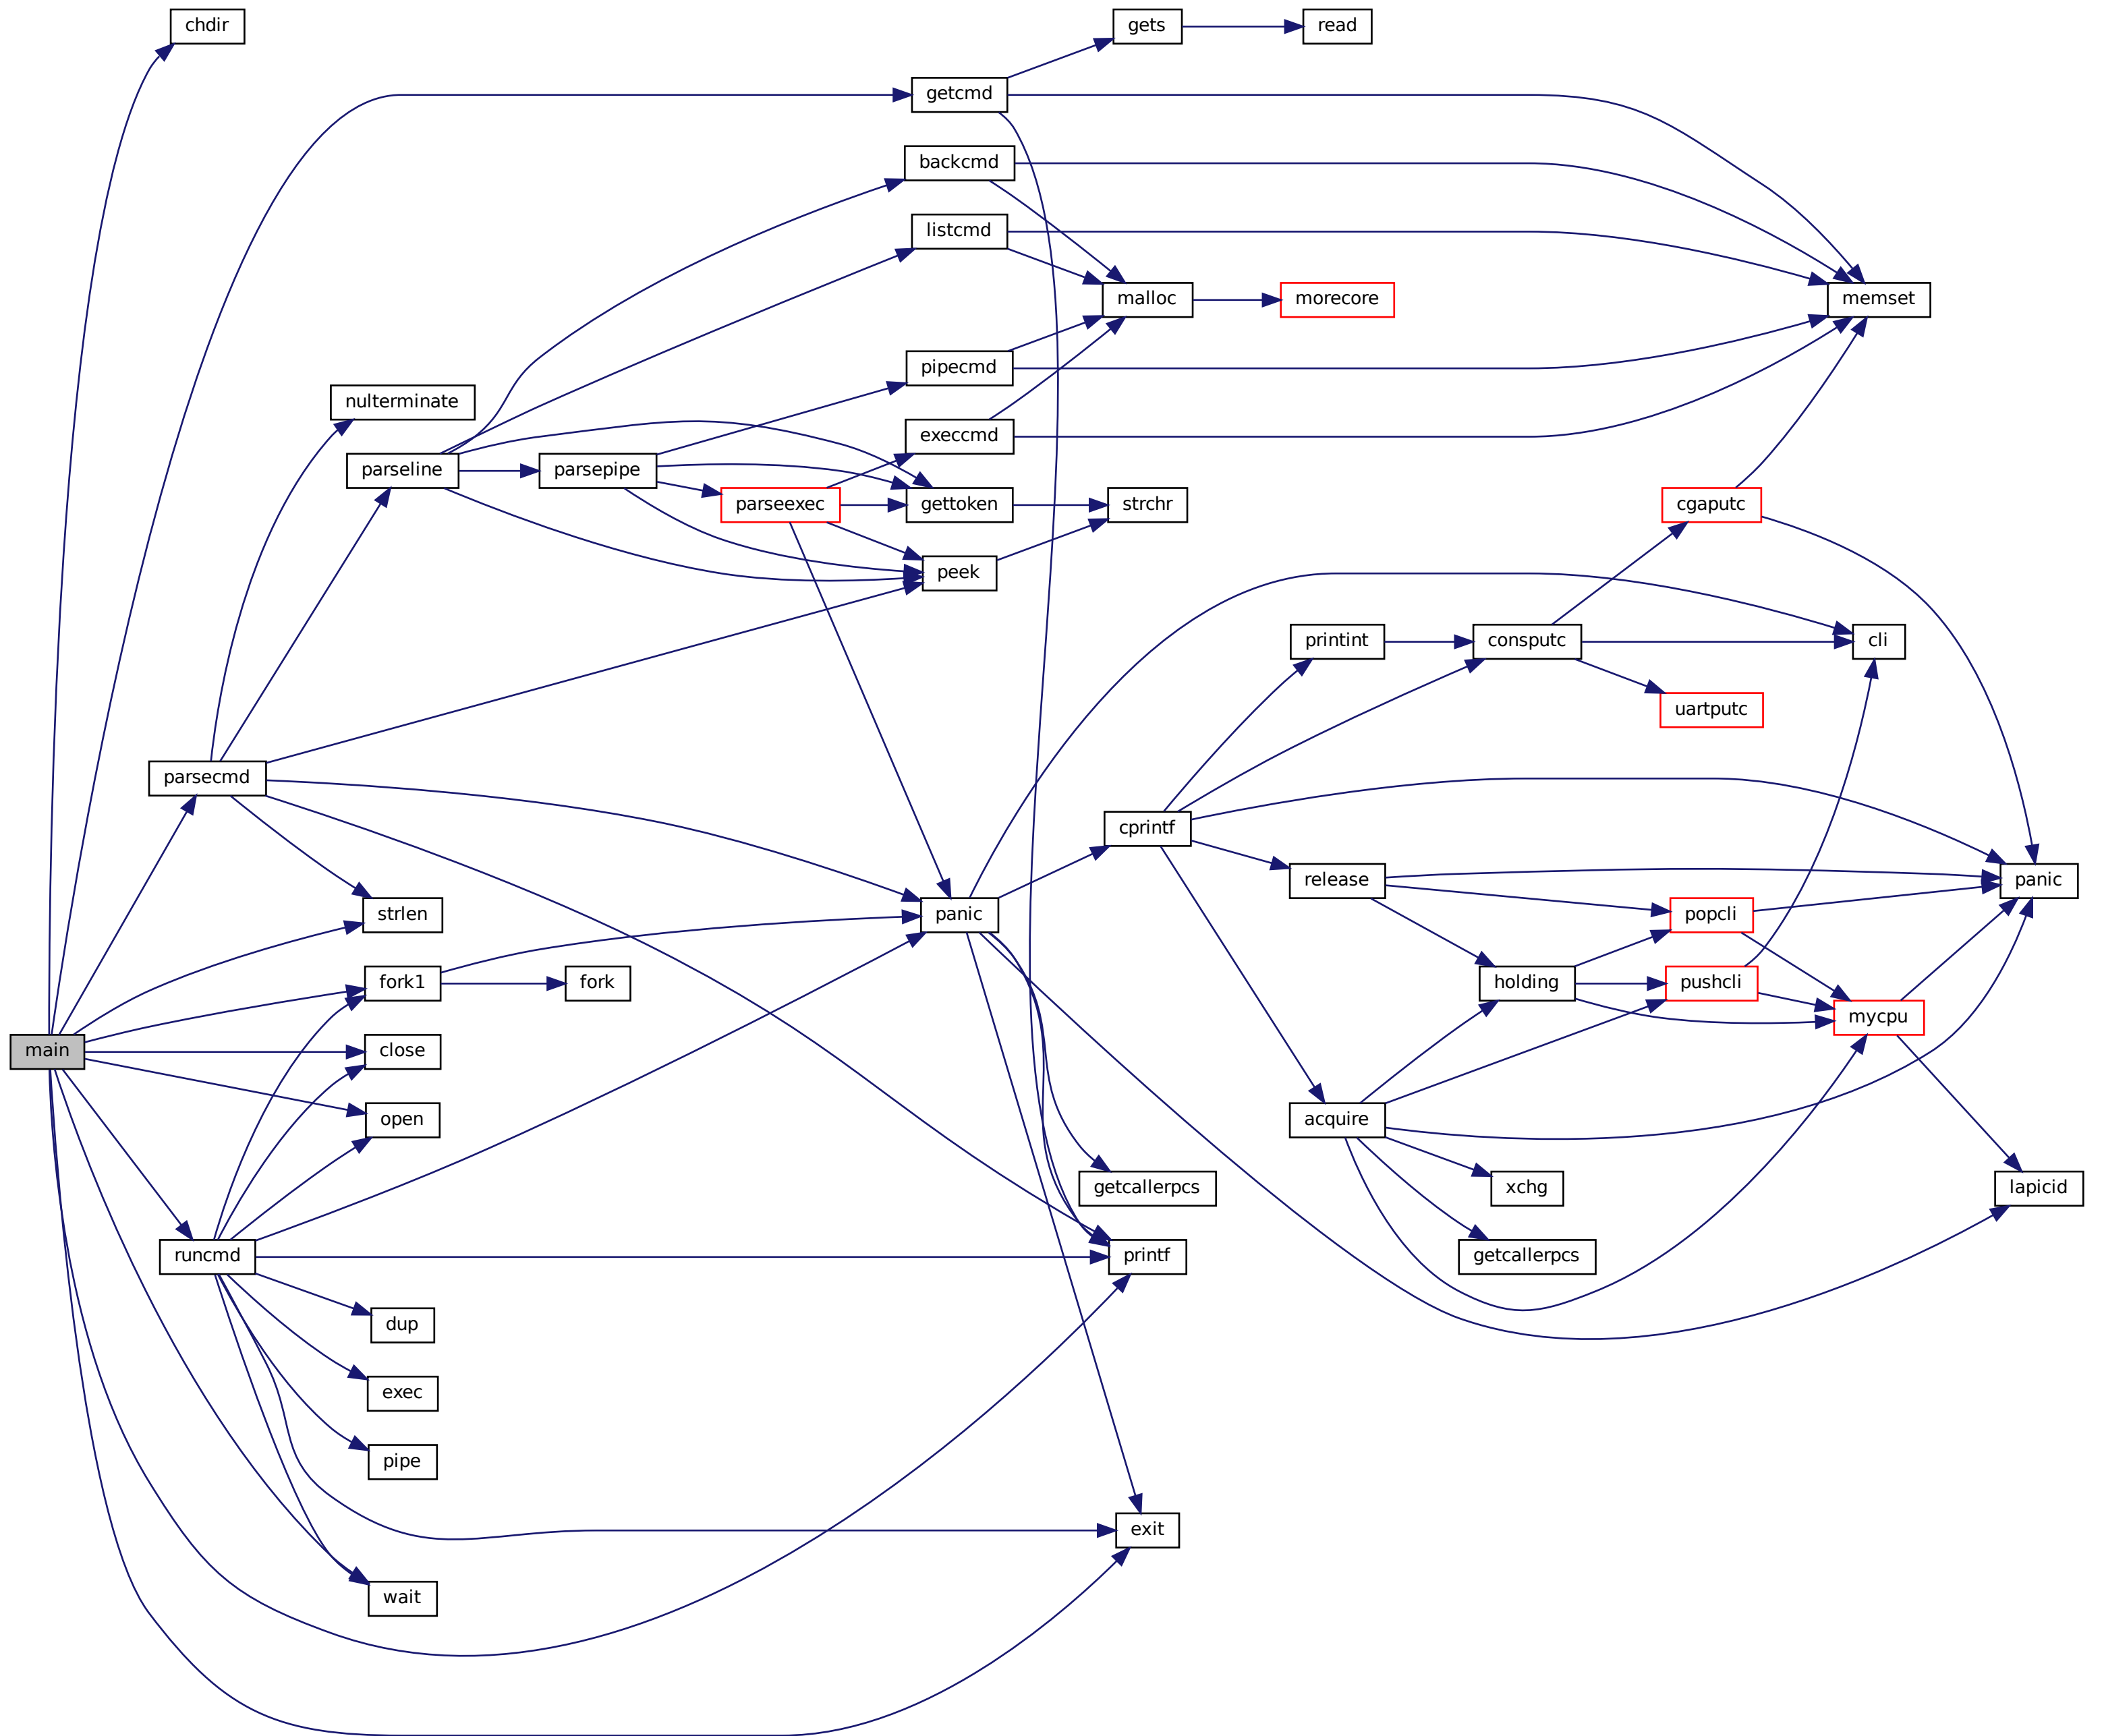 chdir
gets
read
getcmd
backcmd
listcmd
malloc
morecore
memset
pipecmd
nulterminate
execcmd
parseline
parsepipe
parseexec
gettoken
strchr
cgaputc
peek
printint
consputc
cli
uartputc
parsecmd
cprintf
release
panic
strlen
panic
popcli
fork1
fork
holding
pushcli
mycpu
main
close
open
acquire
getcallerpcs
xchg
lapicid
runcmd
printf
getcallerpcs
dup
exec
pipe
exit
wait